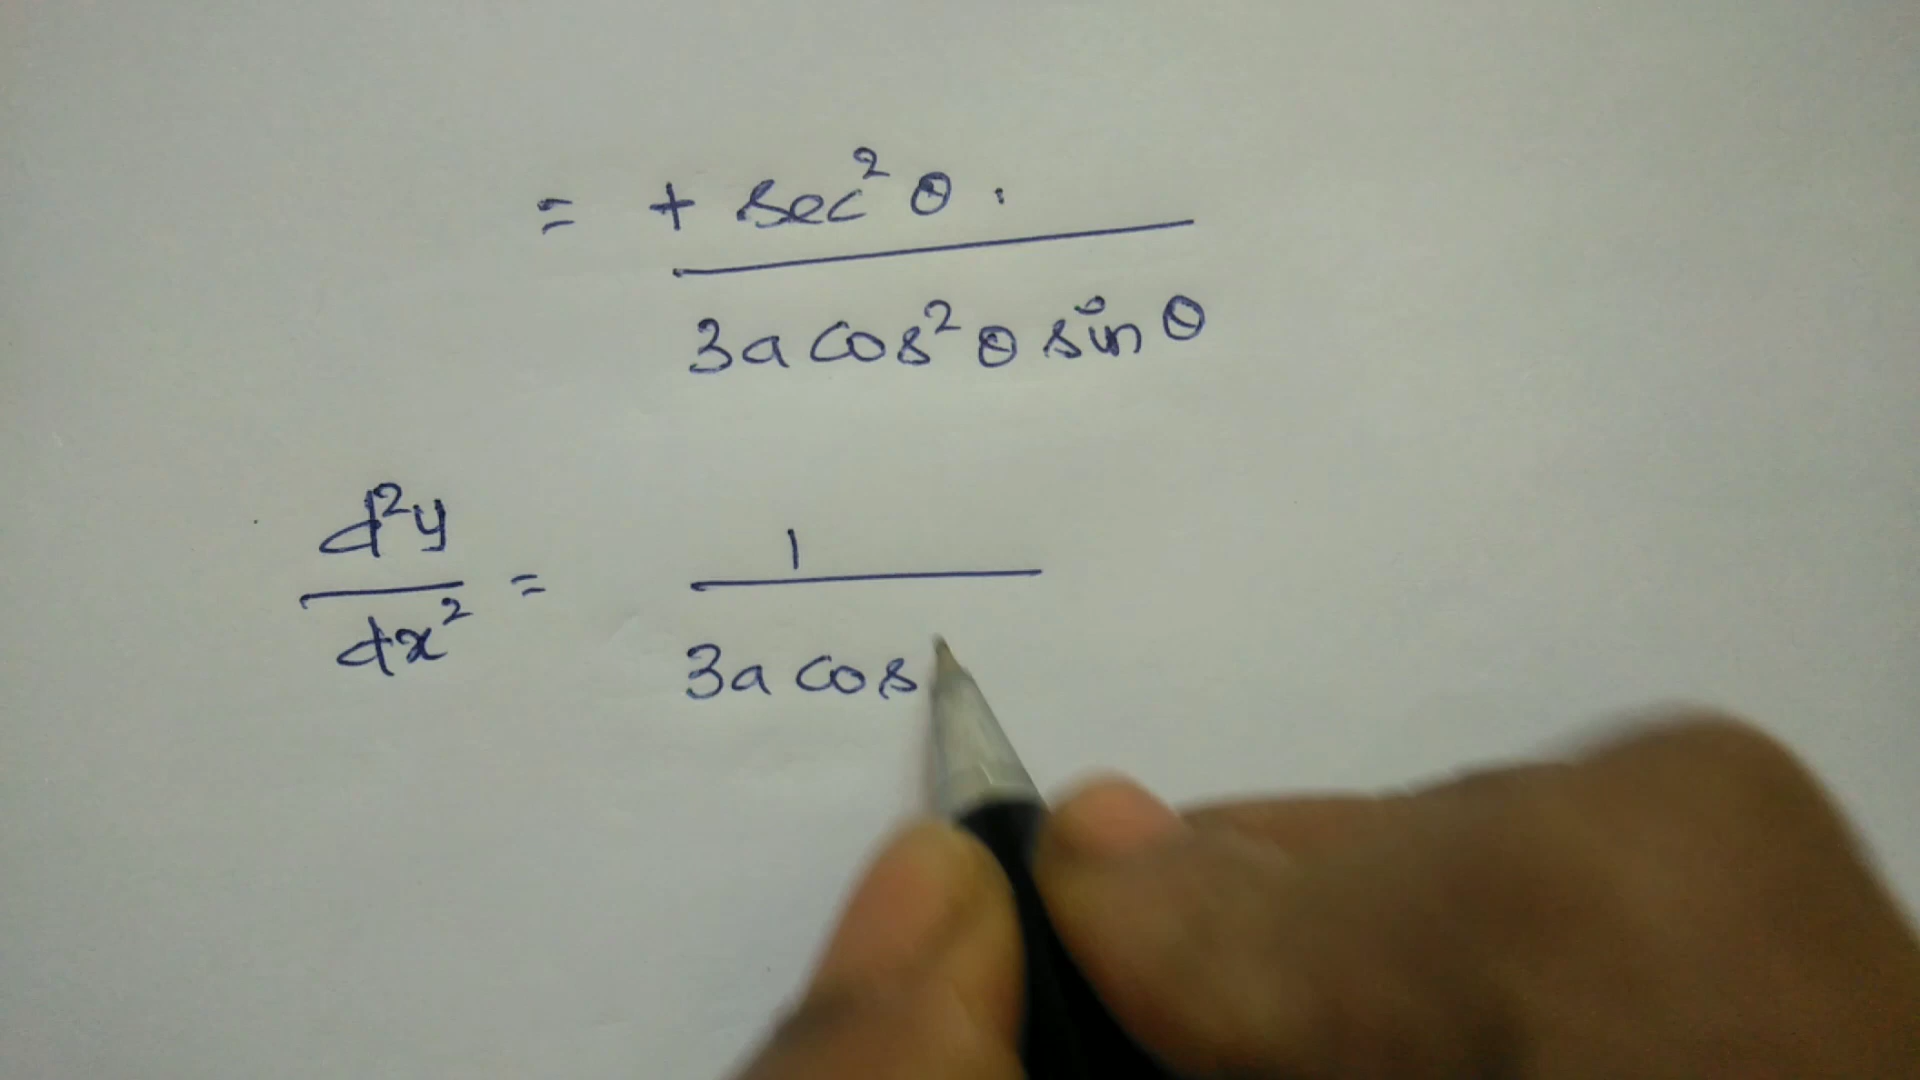 = + sec² θ .
3a cos² θ sin θ
d²y
dx²
=
1
3a cos